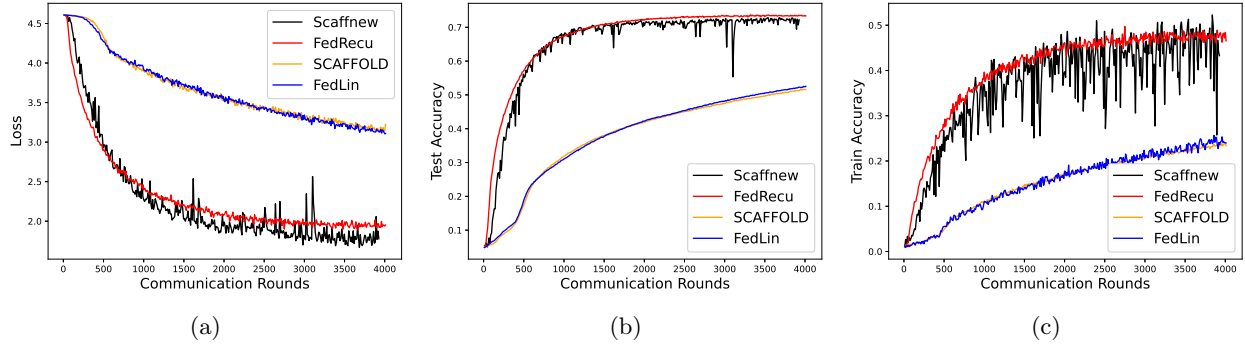 4.5
4.0
3.5
3.0
2.5
2.0
Loss
0
500
1000
1500
2000
2500
3000
3500
4000
Communication Rounds
Scaffnew
FedRecu
SCAFFOLD
FedLin
(a)
0.7
0.6
0.5
0.4
0.3
0.2
0.1
Test Accuracy
0
500
1000
1500
2000
2500
3000
3500
4000
Communication Rounds
Scaffnew
FedRecu
SCAFFOLD
FedLin
(b)
0.5
0.4
0.3
0.2
0.1
0.0
Train Accuracy
0
500
1000
1500
2000
2500
3000
3500
4000
Communication Rounds
Scaffnew
FedRecu
SCAFFOLD
FedLin
(c)